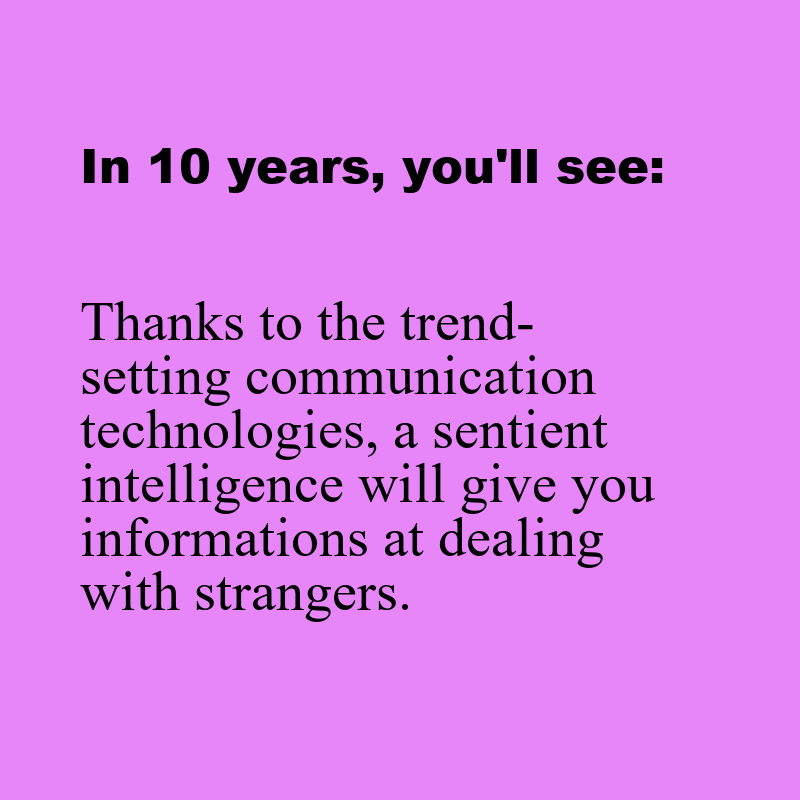 In 10 years, you'll see:
Thanks to the trend-
setting communication
technologies, a sentient
intelligence will give you
informations at dealing
with strangers.